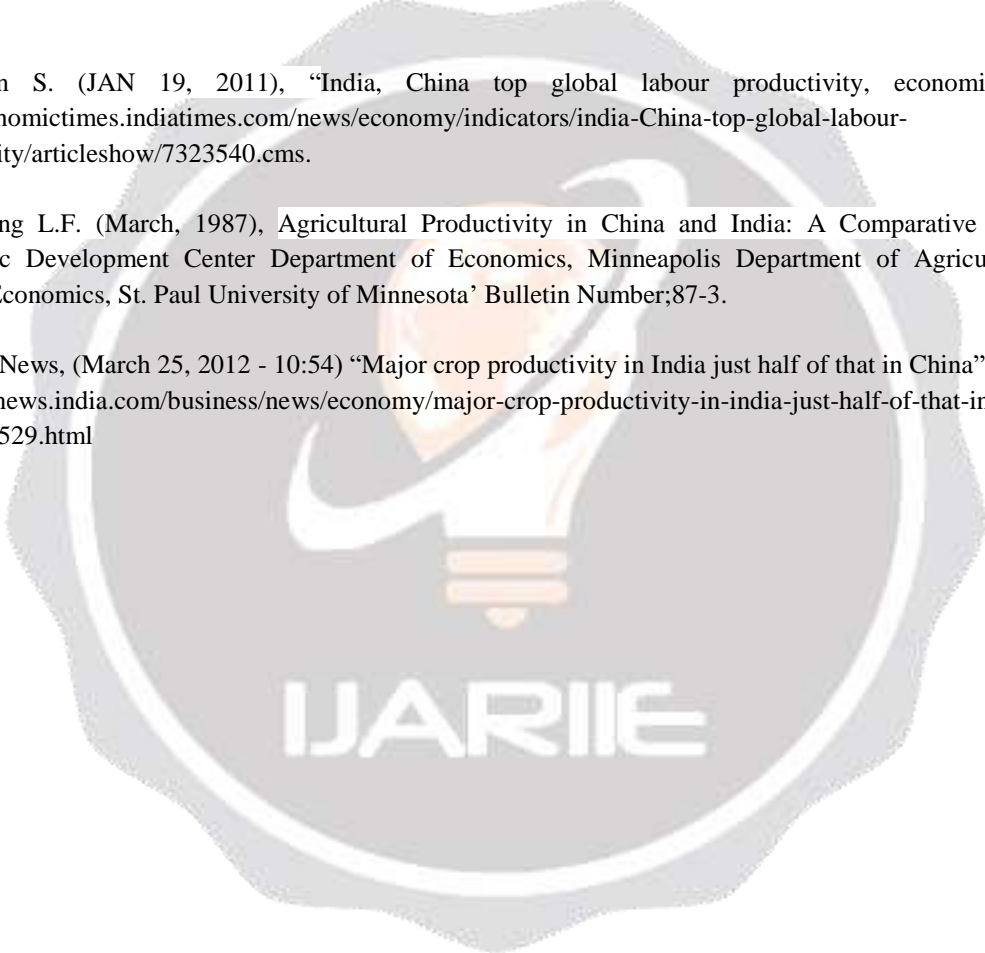 n S. (JAN 19, 2011), “India, China top global labour productivity, economi
nomictimes.indiatimes.com/news/economy/indicators/india-China-top-global-labour-
ity/articleshow/7323540.cms.
ng L.F. (March, 1987), Agricultural Productivity in China and India: A Comparative
c Development Center Department of Economics, Minneapolis Department of Agricu
Economics, St. Paul University of Minnesota’ Bulletin Number;87-3.
News, (March 25, 2012 - 10:54) “Major crop productivity in India just half of that in China”
news.india.com/business/news/economy/major-crop-productivity-in-india-just-half-of-that-in
529.html
IJARIIE